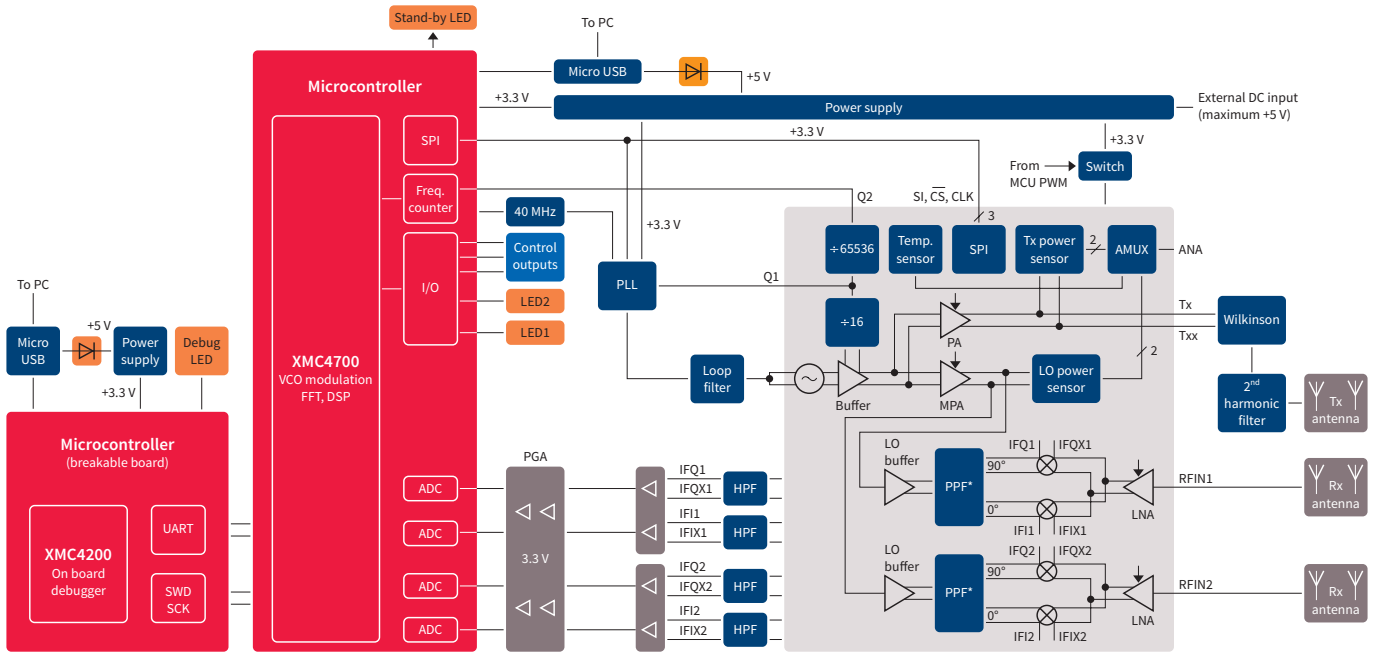 Stand-by LED
To PC
Micro USB
+5 V
Microcontroller
+3.3 V
Power supply
External DC input
(maximum +5 V)
SPI
+3.3 V
+3.3 V
From
MCU PWM
Switch
Freq.
counter
Q2
SI, CS, CLK
3
40 MHz
+3.3 V
Control
outputs
÷65536
Temp.
sensor
SPI
Tx power
sensor
2
AMUX
ANA
I/O
PLL
Q1
LED2
LED1
÷16
PA
Tx
Txx
Wilkinson
To PC
+5 V
Micro
USB
Power
supply
Debug
LED
+3.3 V
XMC4700
VCO modulation
FFT, DSP
Loop
filter
Buffer
MPA
LO power
sensor
2
2nd
harmonic
filter
Tx
antenna
Microcontroller
(breakable board)
XMC4200
On board
debugger
UART
SWD
SCK
ADC
ADC
ADC
ADC
PGA
3.3 V
IFQ1
IFQX1
HPF
IFI1
IFIX1
HPF
IFQ2
IFQX2
HPF
IFI2
IFIX2
HPF
LO
buffer
PPF*
IFQ1
IFQX1
90°
0°
IFI1
IFIX1
LNA
RFIN1
Rx
antenna
LO
buffer
PPF*
IFQ2
IFQX2
90°
0°
IFI2
IFIX2
LNA
RFIN2
Rx
antenna